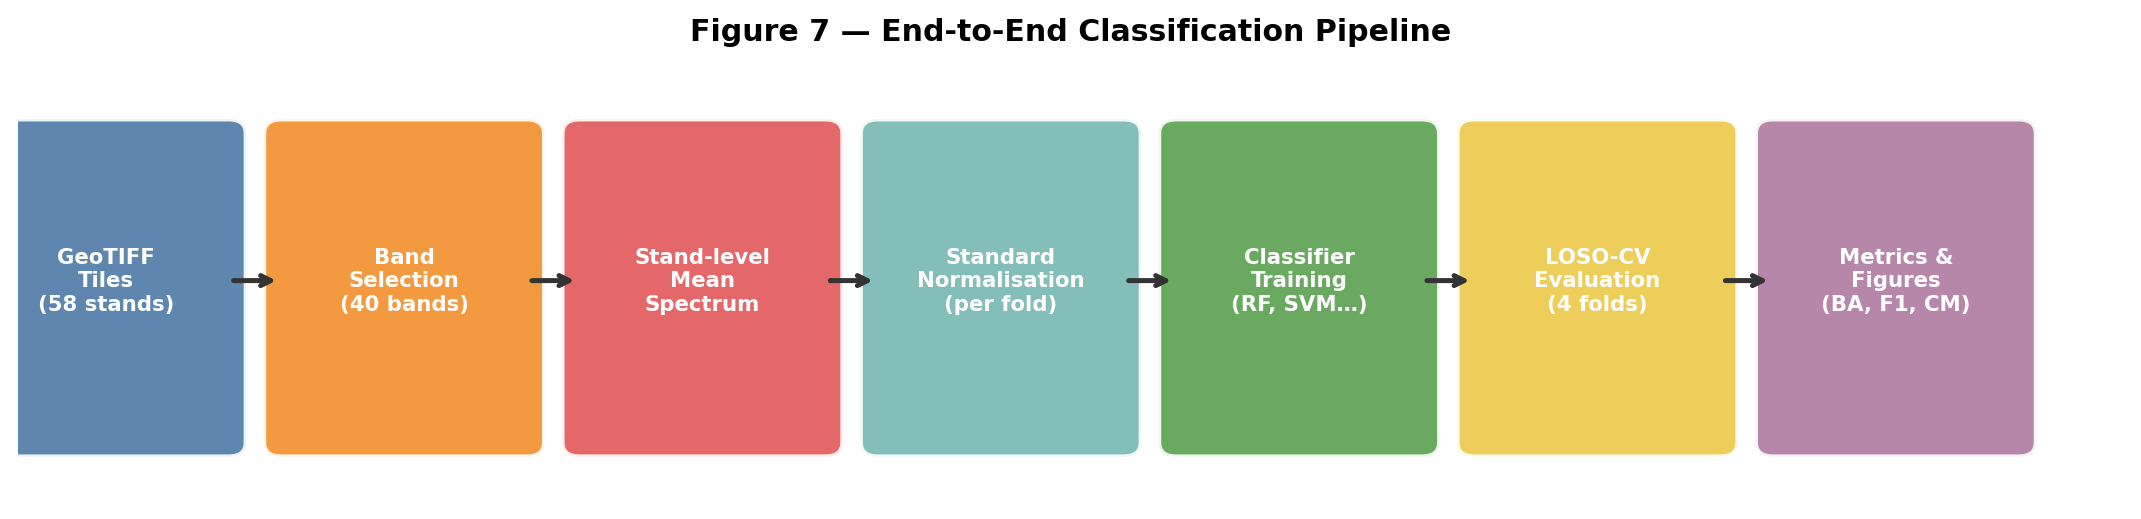 Figure 7 — End-to-End Classification Pipeline
GeoTIFF
Tiles
(58 stands)
Band
Selection
(40 bands)
Stand-level
Mean
Spectrum
Standard
Normalisation
(per fold)
Classifier
Training
(RF, SVM…)
LOSO-CV
Evaluation
(4 folds)
Metrics &
Figures
(BA, F1, CM)